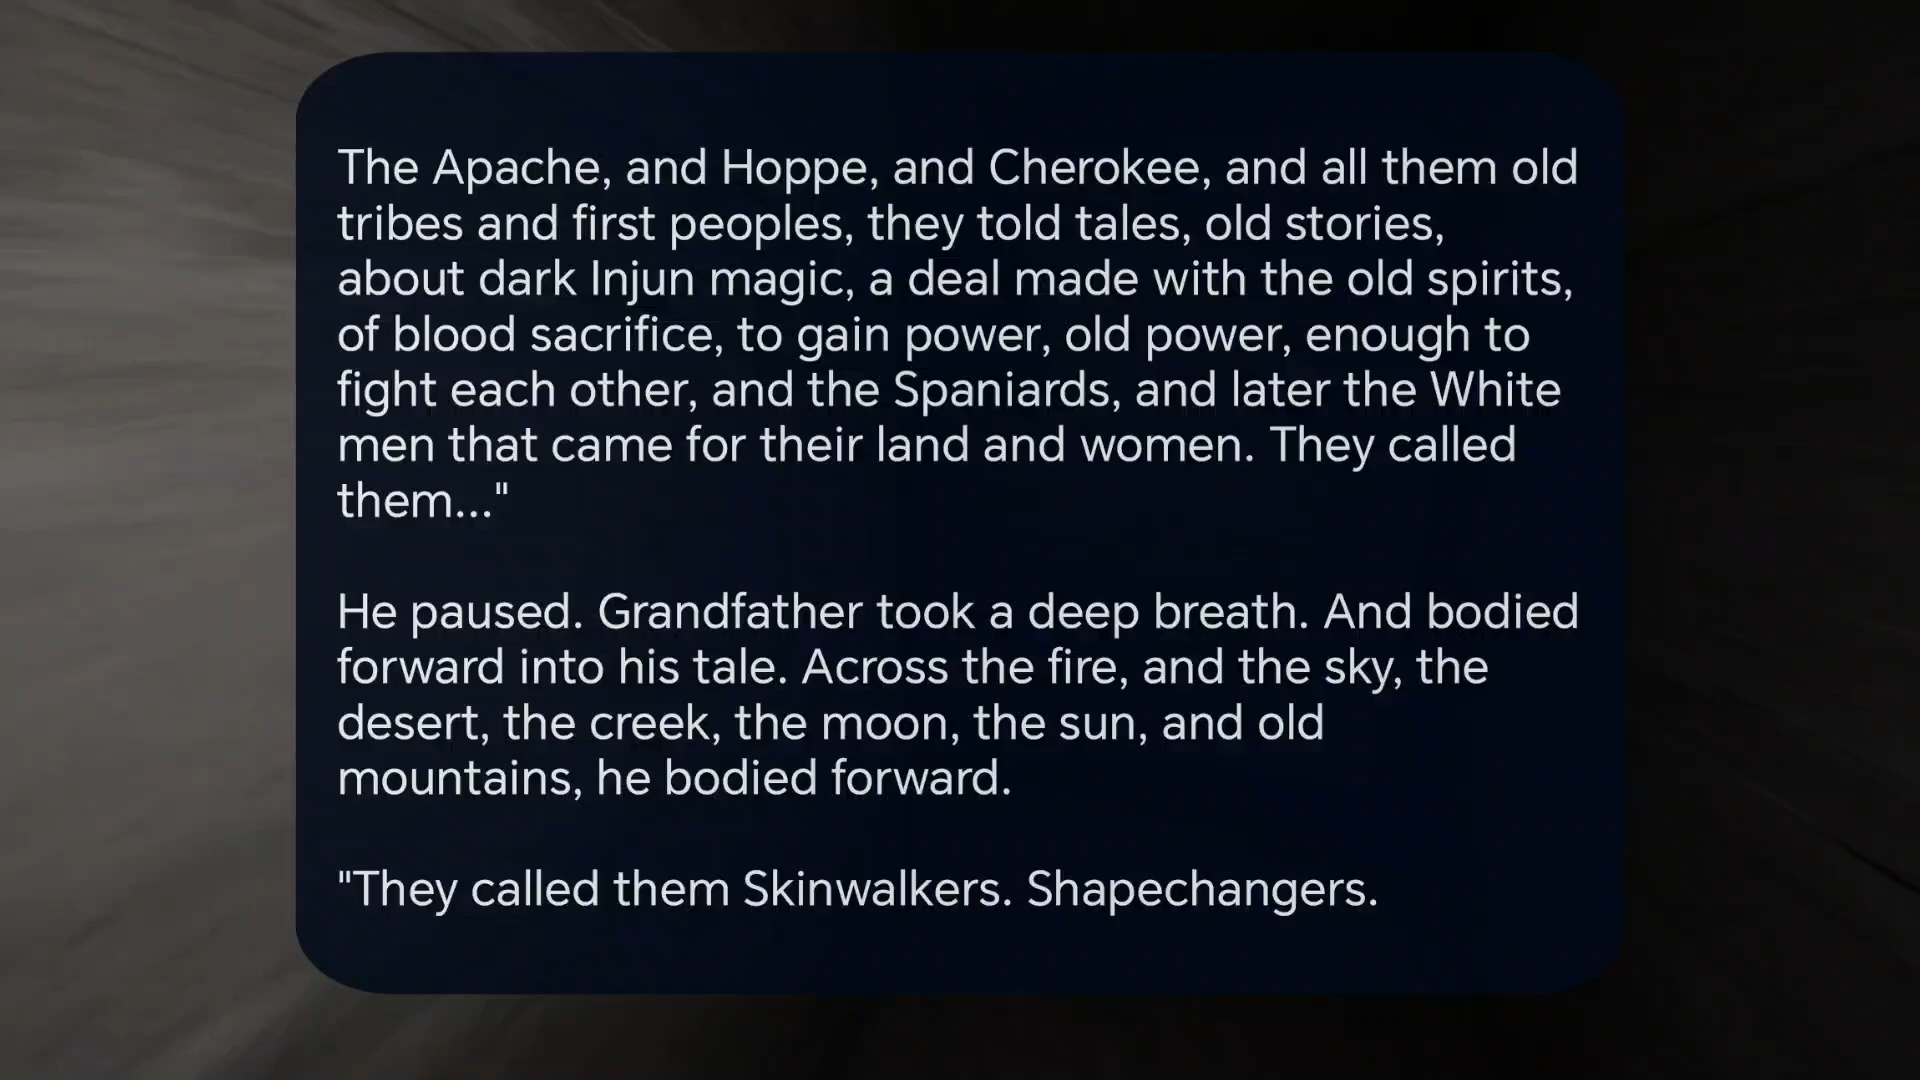 The Apache, and Hoppe, and Cherokee, and all them old
tribes and first peoples, they told tales, old stories,
about dark Injun magic, a deal made with the old spirits,
of blood sacrifice, to gain power, old power, enough to
fight each other, and the Spaniards, and later the White
men that came for their land and women. They called
them..."
He paused. Grandfather took a deep breath. And bodied
forward into his tale. Across the fire, and the sky, the
desert, the creek, the moon, the sun, and old
mountains, he bodied forward.
"They called them Skinwalkers. Shapechangers.